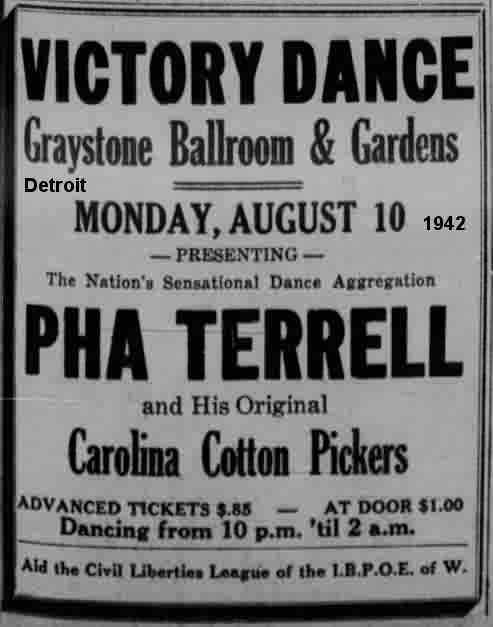 VICTORY DANCE
Graystone Ballroom & Gardens
Detroit
MONDAY, AUGUST 10 1942
— PRESENTING —
The Nation's Sensational Dance Aggregation
PHA TERRELL
and His Original
Carolina Cotton Pickers
ADVANCED TICKETS $.85 — AT DOOR $1.00
Dancing from 10 p.m. 'til 2 a.m.
Aid the Civil Liberties League of the I.B.P.O.E. of W.